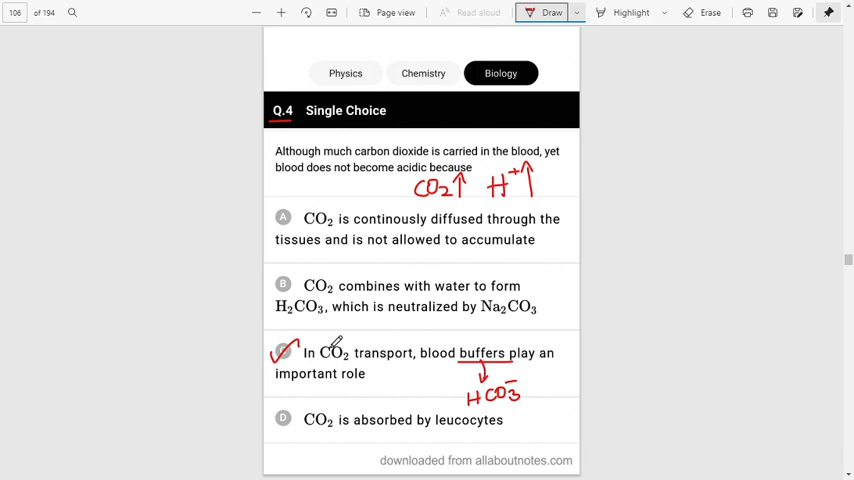 106 of 194 Page view Read aloud Draw Highlight Erase
Physics Chemistry Biology
Q.4 Single Choice
Although much carbon dioxide is carried in the blood, yet
blood does not become acidic because
CO2↑ H+↑
A CO₂ is continously diffused through the
tissues and is not allowed to accumulate
B CO₂ combines with water to form
H₂CO₃, which is neutralized by Na₂CO₃
In CO₂ transport, blood buffers play an
important role
HCO3̄
D CO₂ is absorbed by leucocytes
downloaded from allaboutnotes.com